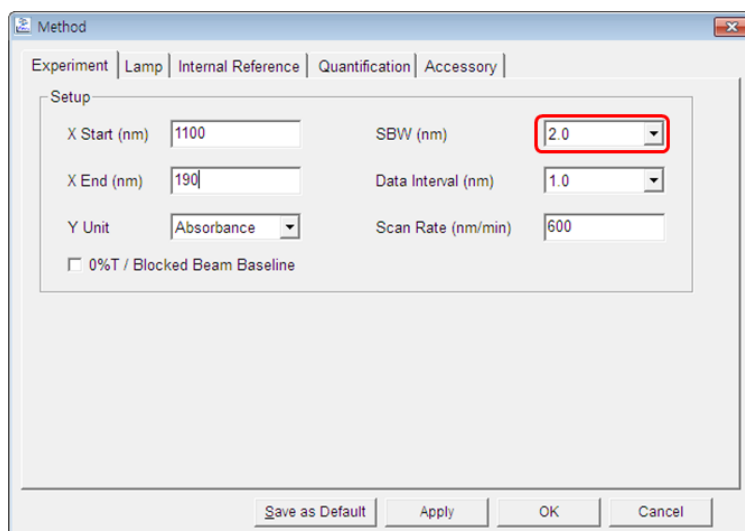 Method
Experiment Lamp Internal Reference Quantification Accessory
Setup
X Start (nm) 1100 SBW (nm) 2.0
X End (nm) 190 Data Interval (nm) 1.0
Y Unit Absorbance Scan Rate (nm/min) 600
0%T / Blocked Beam Baseline
Save as Default Apply OK Cancel